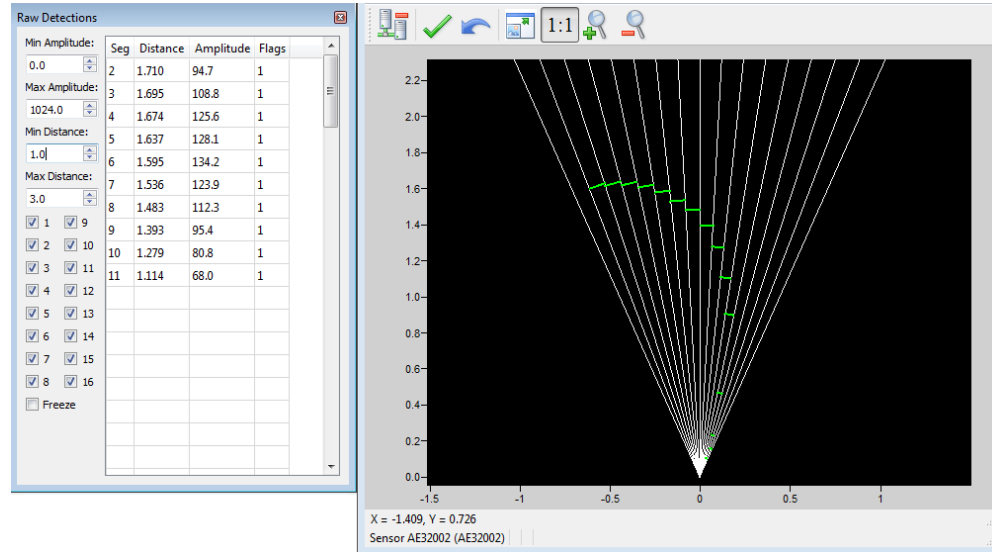 Raw Detections
Min Amplitude:
0.0
Max Amplitude:
1024.0
Min Distance:
1.0
Max Distance:
3.0
1 9
2 10
3 11
4 12
5 13
6 14
7 15
8 16
Freeze
Seg Distance Amplitude Flags
2 1.710 94.7 1
3 1.695 108.8 1
4 1.674 125.6 1
5 1.637 128.1 1
6 1.595 134.2 1
7 1.536 123.9 1
8 1.483 112.3 1
9 1.393 95.4 1
10 1.279 80.8 1
11 1.114 68.0 1
1:1
2.2
2.0
1.8
1.6
1.4
1.2
1.0
0.8
0.6
0.4
0.2
0.0
-1.5 -1 -0.5 0 0.5 1
X = -1.409, Y = 0.726
Sensor AE32002 (AE32002)